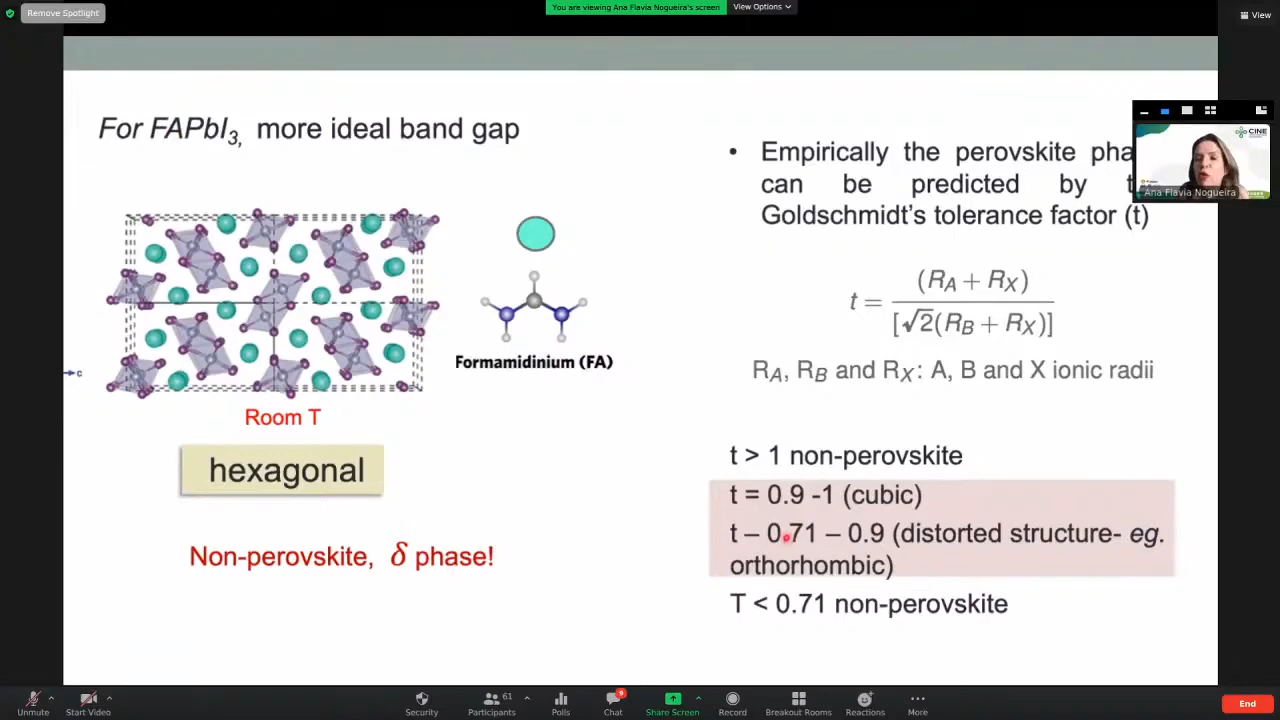 Remove Spotlight
You are viewing Ana Flavia Nogueira's screen
View Options
View
For FAPbI3, more ideal band gap
c
Room T
hexagonal
Non-perovskite, δ phase!
Formamidinium (FA)
CINE
Ana Flavia Nogueira
• Empirically the perovskite pha
can be predicted by t
Goldschmidt's tolerance factor (t)
t = (RA + RX) / [√2(RB + RX)]
RA, RB and RX: A, B and X ionic radii
t > 1 non-perovskite
t = 0.9 -1 (cubic)
t – 0.71 – 0.9 (distorted structure- eg.
orthorhombic)
T < 0.71 non-perovskite
Unmute
Start Video
Security
Participants
61
Polls
Chat
9
Share Screen
Record
Breakout Rooms
Reactions
More
End